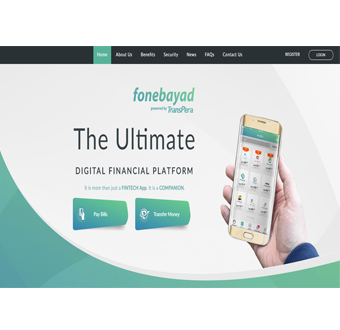 Home About Us Benefits Security News FAQs Contact Us REGISTER LOGIN
fonebayad
powered by TransPera
The Ultimate
DIGITAL FINANCIAL PLATFORM
It is more than just a FINTECH App. It is a COMPANION.
Pay Bills Transfer Money